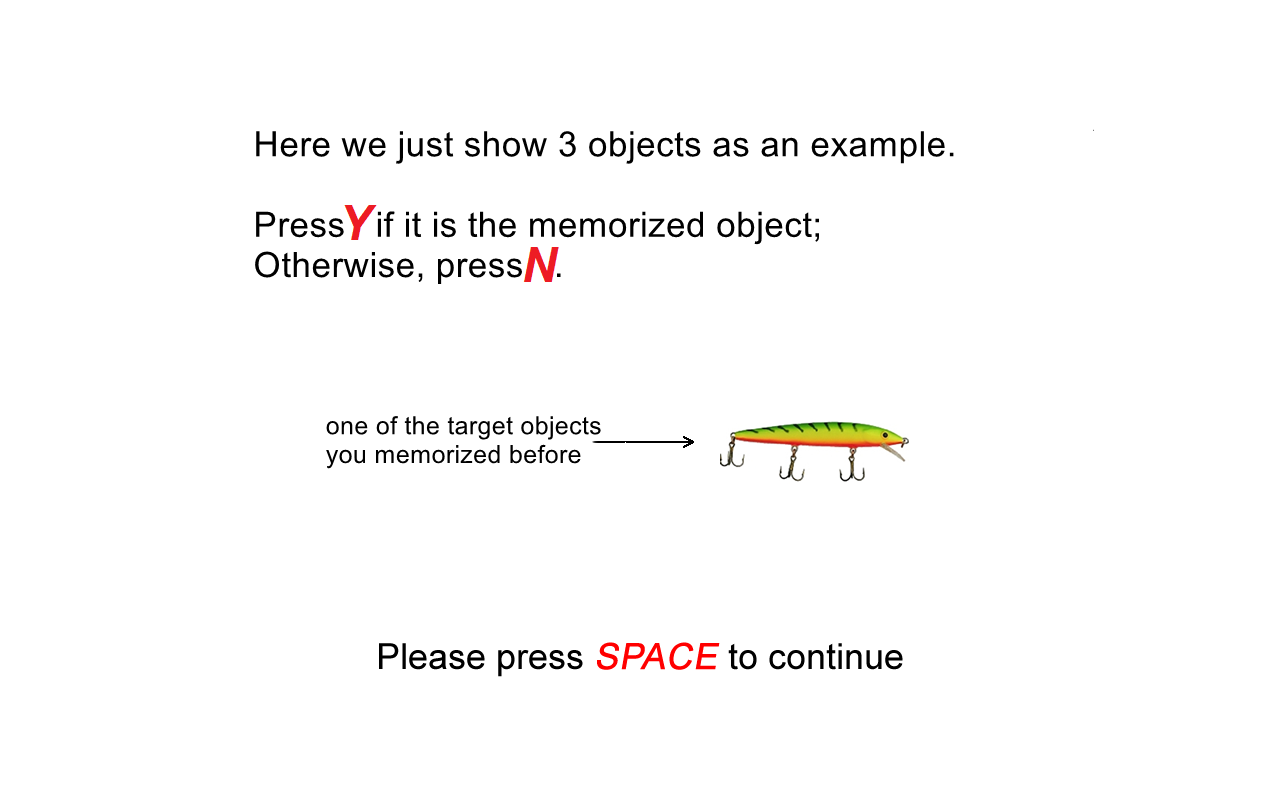 Here we just show 3 objects as an example.
Press Y if it is the memorized object;
Otherwise, press N.
one of the target objects
you memorized before
Please press SPACE to continue